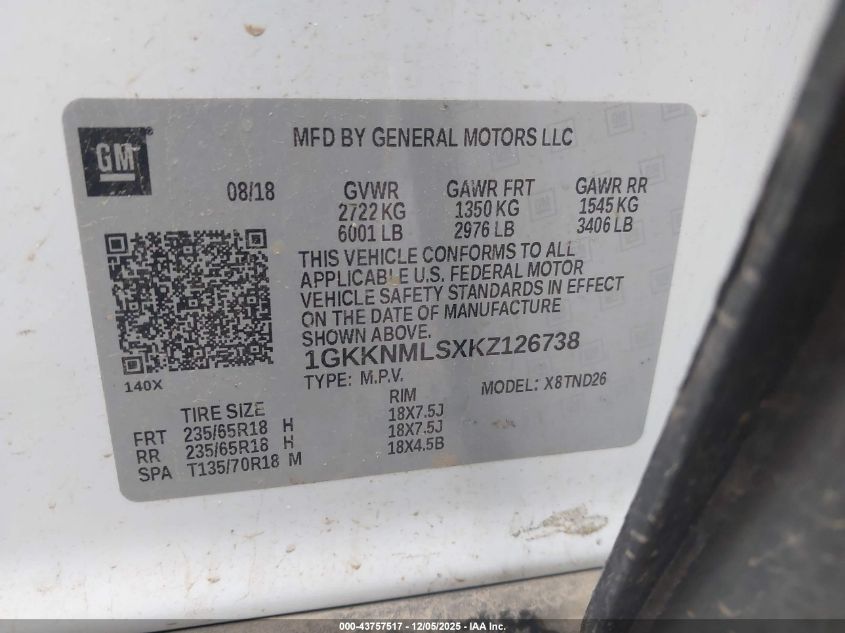 GM
MFD BY GENERAL MOTORS LLC
08/18
GVWR GAWR FRT GAWR RR
2722 KG 1350 KG 1545 KG
6001 LB 2976 LB 3406 LB
THIS VEHICLE CONFORMS TO ALL
APPLICABLE U.S. FEDERAL MOTOR
VEHICLE SAFETY STANDARDS IN EFFECT
ON THE DATE OF MANUFACTURE
SHOWN ABOVE.
1GKKNMLSXKZ126738
140X
TYPE: M.P.V. MODEL: X8TND26
TIRE SIZE RIM
FRT 235/65R18 H 18X7.5J
RR 235/65R18 H 18X7.5J
SPA T135/70R18 M 18X4.5B
000-43757517 - 12/05/2025 - IAA Inc.